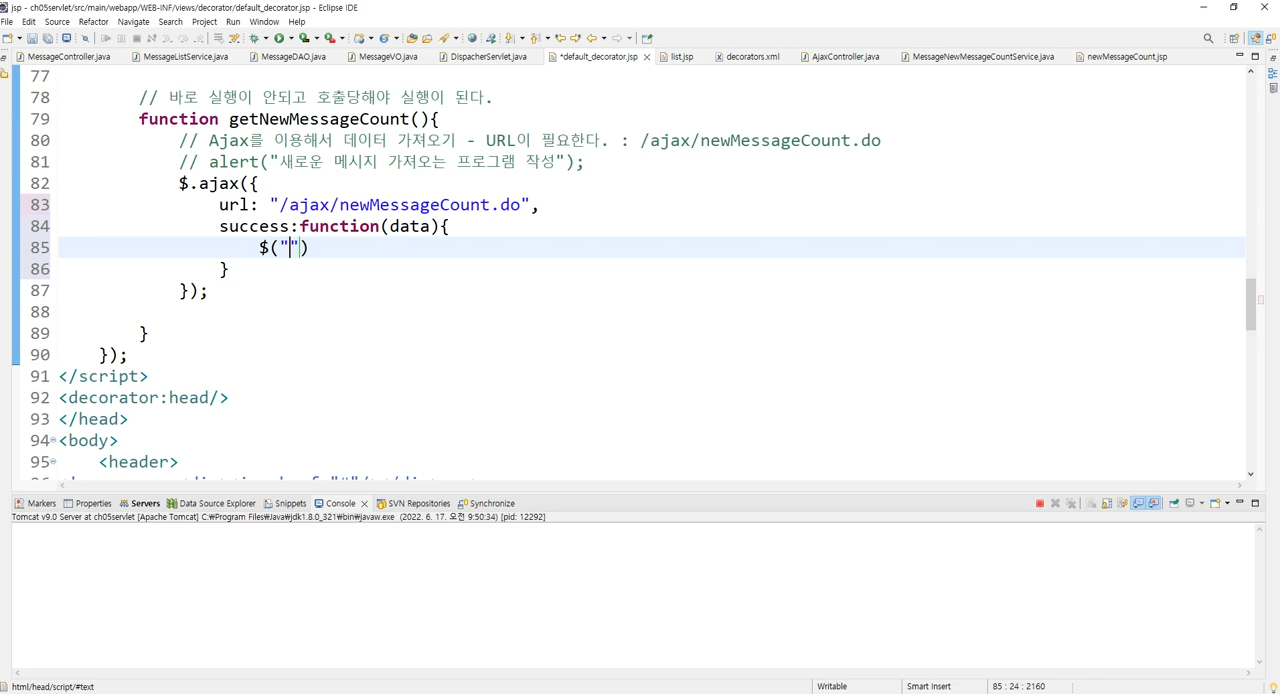 jsp - ch05servlet/src/main/webapp/WEB-INF/views/decorator/default_decorator.jsp - Eclipse IDE
File Edit Source Refactor Navigate Search Project Run Window Help
MessageController.java MessageListService.java MessageDAO.java MessageVO.java DispacherServlet.java *default_decorator.jsp list.jsp decorators.xml AjaxController.java MessageNewMessageCountService.java newMessageCount.jsp
77
78 // 바로 실행이 안되고 호출당해야 실행이 된다.
79 function getNewMessageCount(){
80 // Ajax를 이용해서 데이터 가져오기 - URL이 필요한다. : /ajax/newMessageCount.do
81 // alert("새로운 메시지 가져오는 프로그램 작성");
82 $.ajax({
83 url: "/ajax/newMessageCount.do",
84 success:function(data){
85 $("")
86 }
87 });
88
89 }
90 });
91 </script>
92 <decorator:head/>
93 </head>
94 <body>
95 <header>
Markers Properties Servers Data Source Explorer Snippets Console SVN Repositories Synchronize
Tomcat v9.0 Server at ch05servlet [Apache Tomcat] C:₩Program Files₩Java₩jdk1.8.0_321₩bin₩javaw.exe (2022. 6. 17. 오전 9:50:34) [pid: 12292]
html/head/script/#text Writable Smart Insert 85 : 24 : 2160